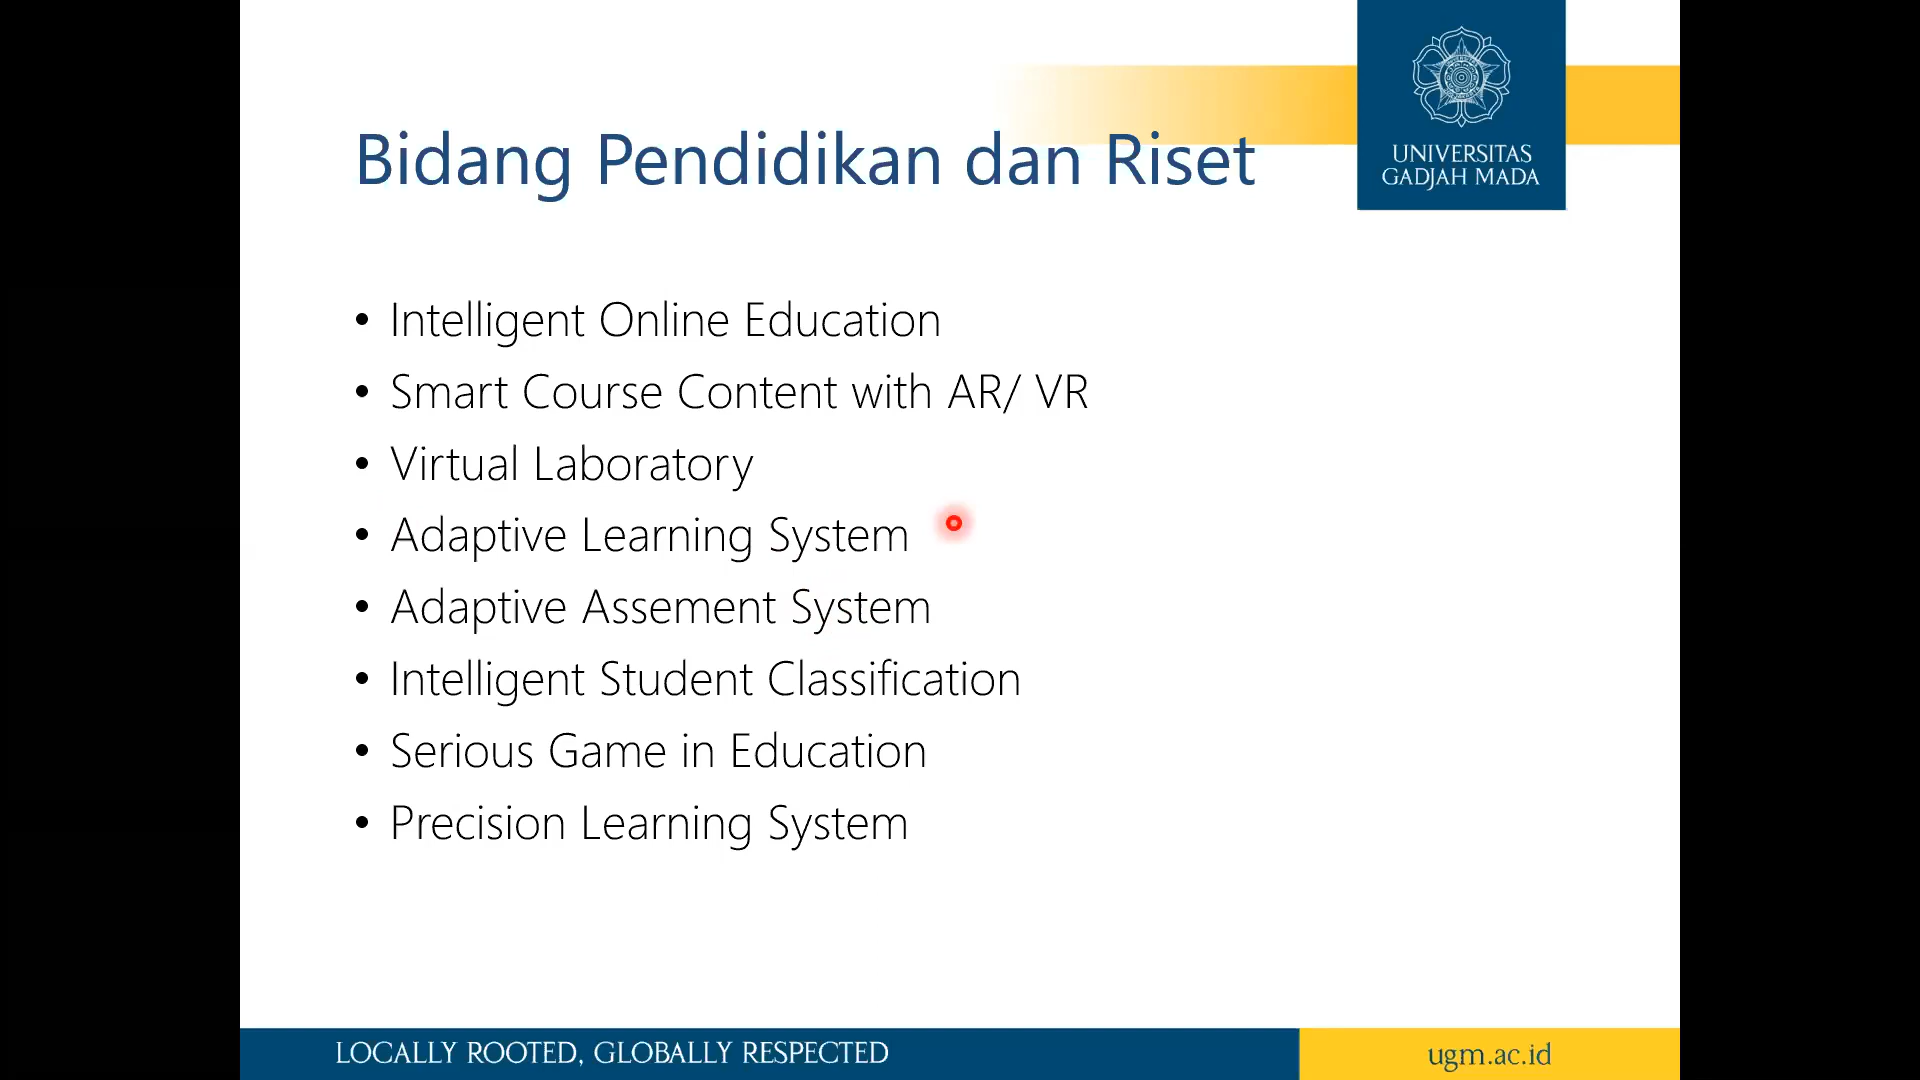 UNIVERSITAS
GADJAH MADA
Bidang Pendidikan dan Riset
• Intelligent Online Education
• Smart Course Content with AR/ VR
• Virtual Laboratory
• Adaptive Learning System
• Adaptive Assement System
• Intelligent Student Classification
• Serious Game in Education
• Precision Learning System
LOCALLY ROOTED, GLOBALLY RESPECTED
ugm.ac.id